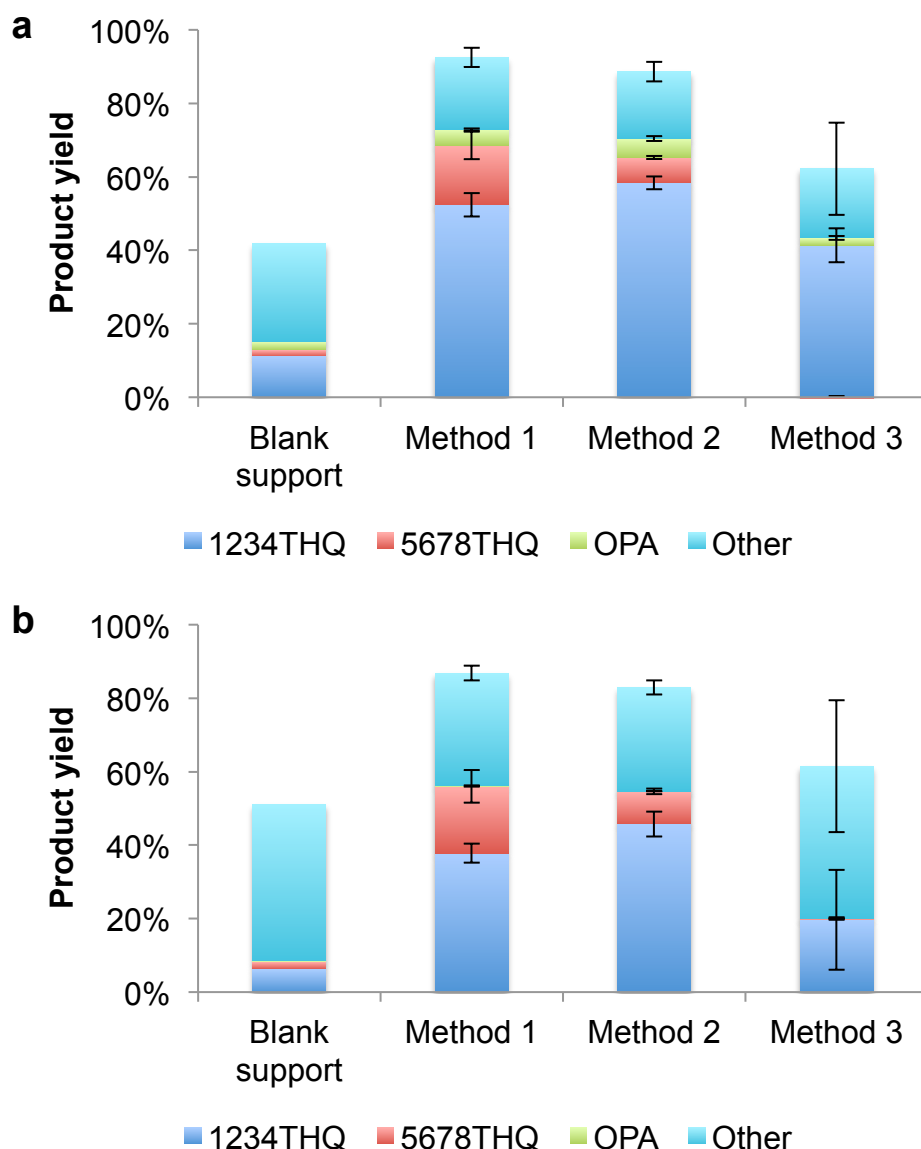 a
100%
80%
60%
40%
20%
0%
Product yield
Blank support
Method 1
Method 2
Method 3
1234THQ 5678THQ OPA Other
b
100%
80%
60%
40%
20%
0%
Product yield
Blank support
Method 1
Method 2
Method 3
1234THQ 5678THQ OPA Other